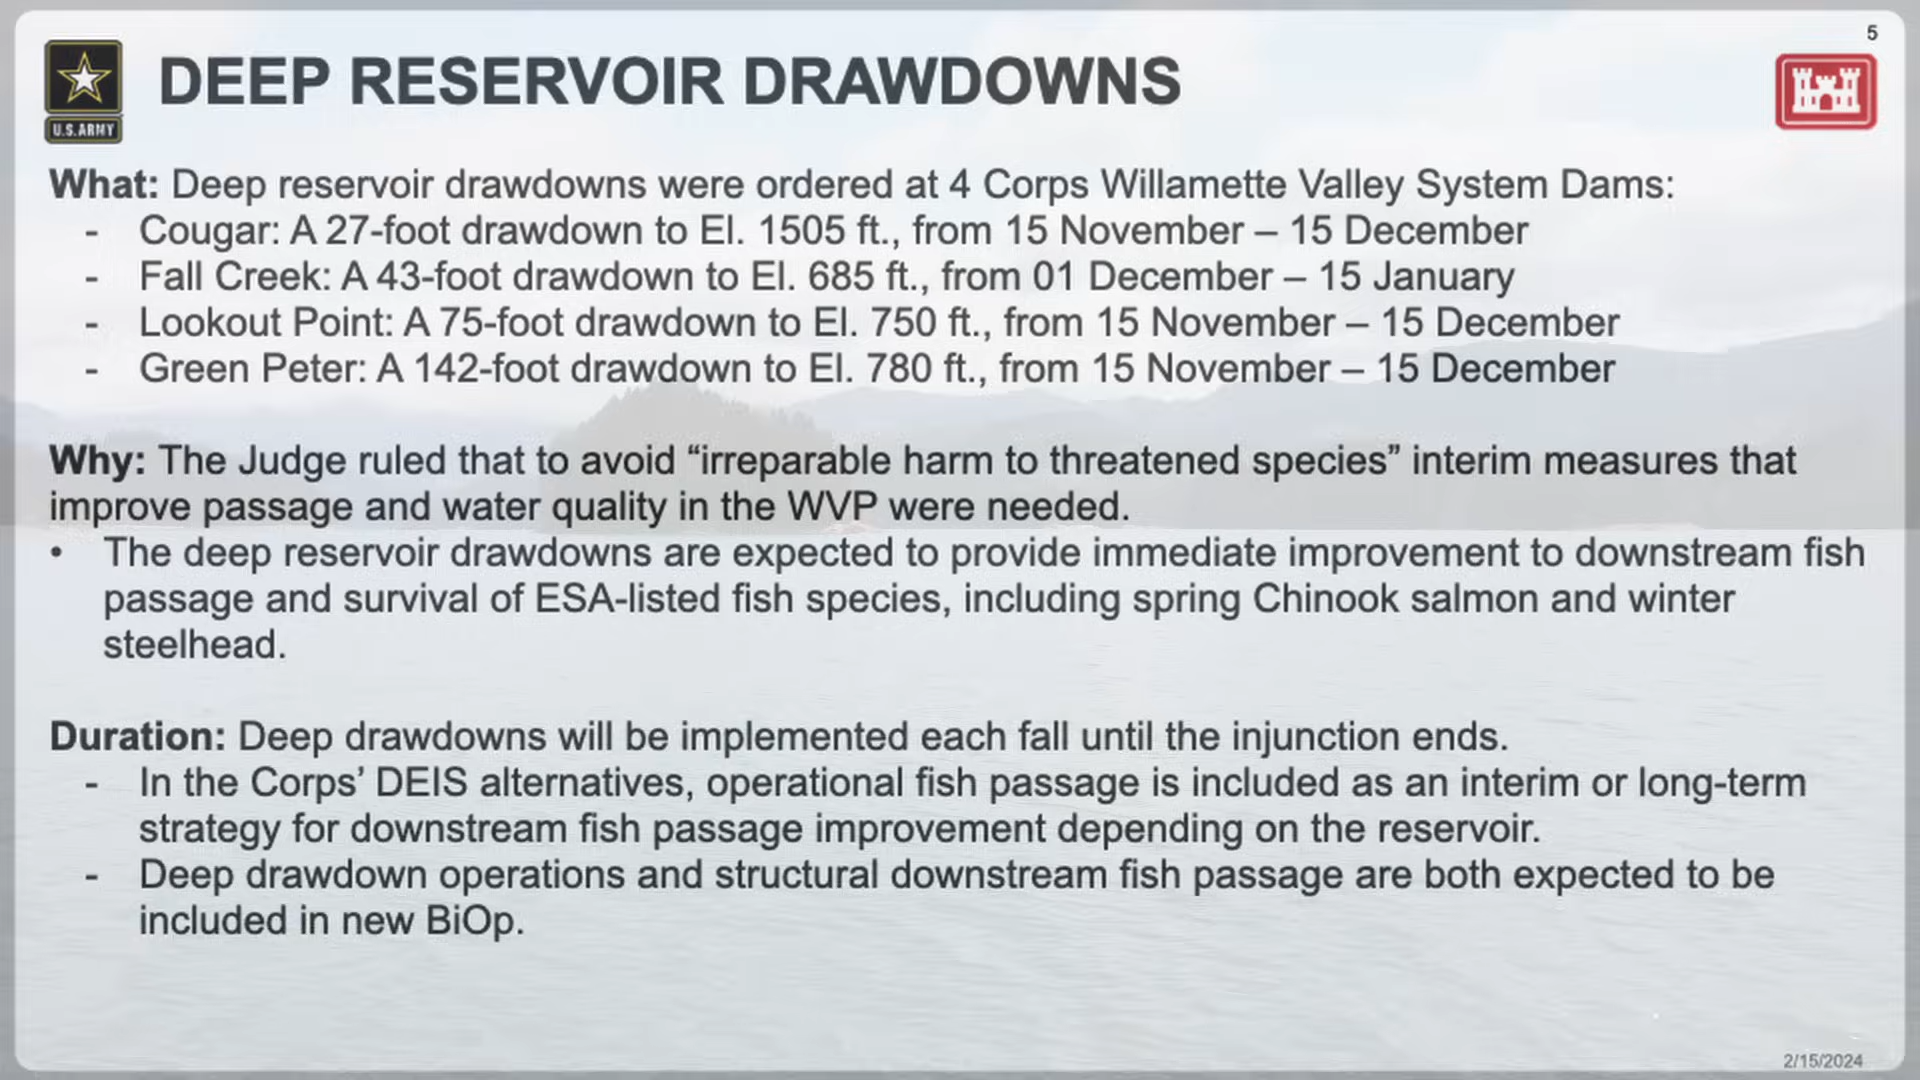 5
DEEP RESERVOIR DRAWDOWNS
U.S.ARMY
What: Deep reservoir drawdowns were ordered at 4 Corps Willamette Valley System Dams:
- Cougar: A 27-foot drawdown to El. 1505 ft., from 15 November – 15 December
- Fall Creek: A 43-foot drawdown to El. 685 ft., from 01 December – 15 January
- Lookout Point: A 75-foot drawdown to El. 750 ft., from 15 November – 15 December
- Green Peter: A 142-foot drawdown to El. 780 ft., from 15 November – 15 December
Why: The Judge ruled that to avoid “irreparable harm to threatened species” interim measures that
improve passage and water quality in the WVP were needed.
• The deep reservoir drawdowns are expected to provide immediate improvement to downstream fish
passage and survival of ESA-listed fish species, including spring Chinook salmon and winter
steelhead.
Duration: Deep drawdowns will be implemented each fall until the injunction ends.
- In the Corps’ DEIS alternatives, operational fish passage is included as an interim or long-term
strategy for downstream fish passage improvement depending on the reservoir.
- Deep drawdown operations and structural downstream fish passage are both expected to be
included in new BiOp.
2/15/2024